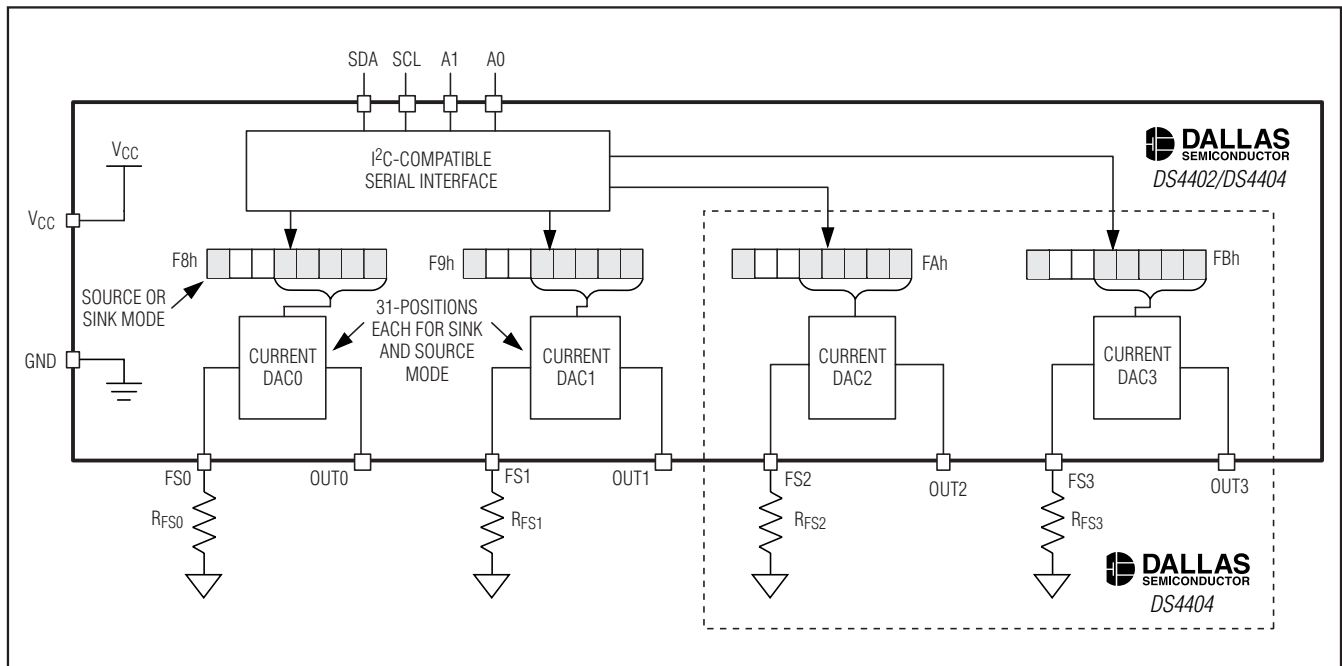 SDA SCL A1 A0
I²C-COMPATIBLE
SERIAL INTERFACE
DALLAS
SEMICONDUCTOR
DS4402/DS4404
VCC
VCC
F8h
F9h
FAh
FBh
SOURCE OR
SINK MODE
31-POSITIONS
EACH FOR SINK
AND SOURCE
MODE
GND
CURRENT
DAC0
CURRENT
DAC1
CURRENT
DAC2
CURRENT
DAC3
FS0
OUT0
FS1
OUT1
FS2
OUT2
FS3
OUT3
RFS0
RFS1
RFS2
RFS3
DALLAS
SEMICONDUCTOR
DS4404